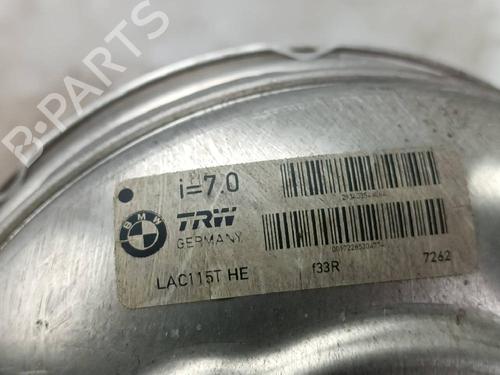 B-PARTS
i=7.0
BMW
TRW
GERMANY
LAC115T HE f33R 7262